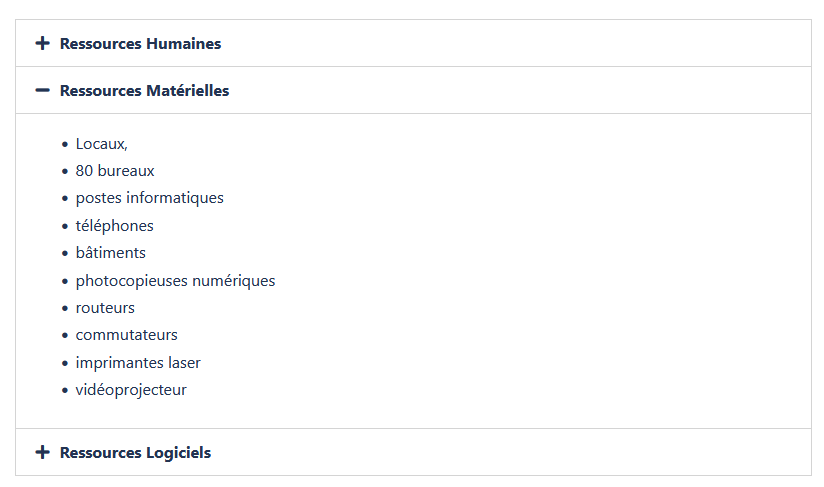 Ressources Humaines
Ressources Matérielles
Locaux,
80 bureaux
postes informatiques
téléphones
bâtiments
photocopieuses numériques
routeurs
commutateurs
imprimantes laser
vidéoprojecteur
Ressources Logiciels